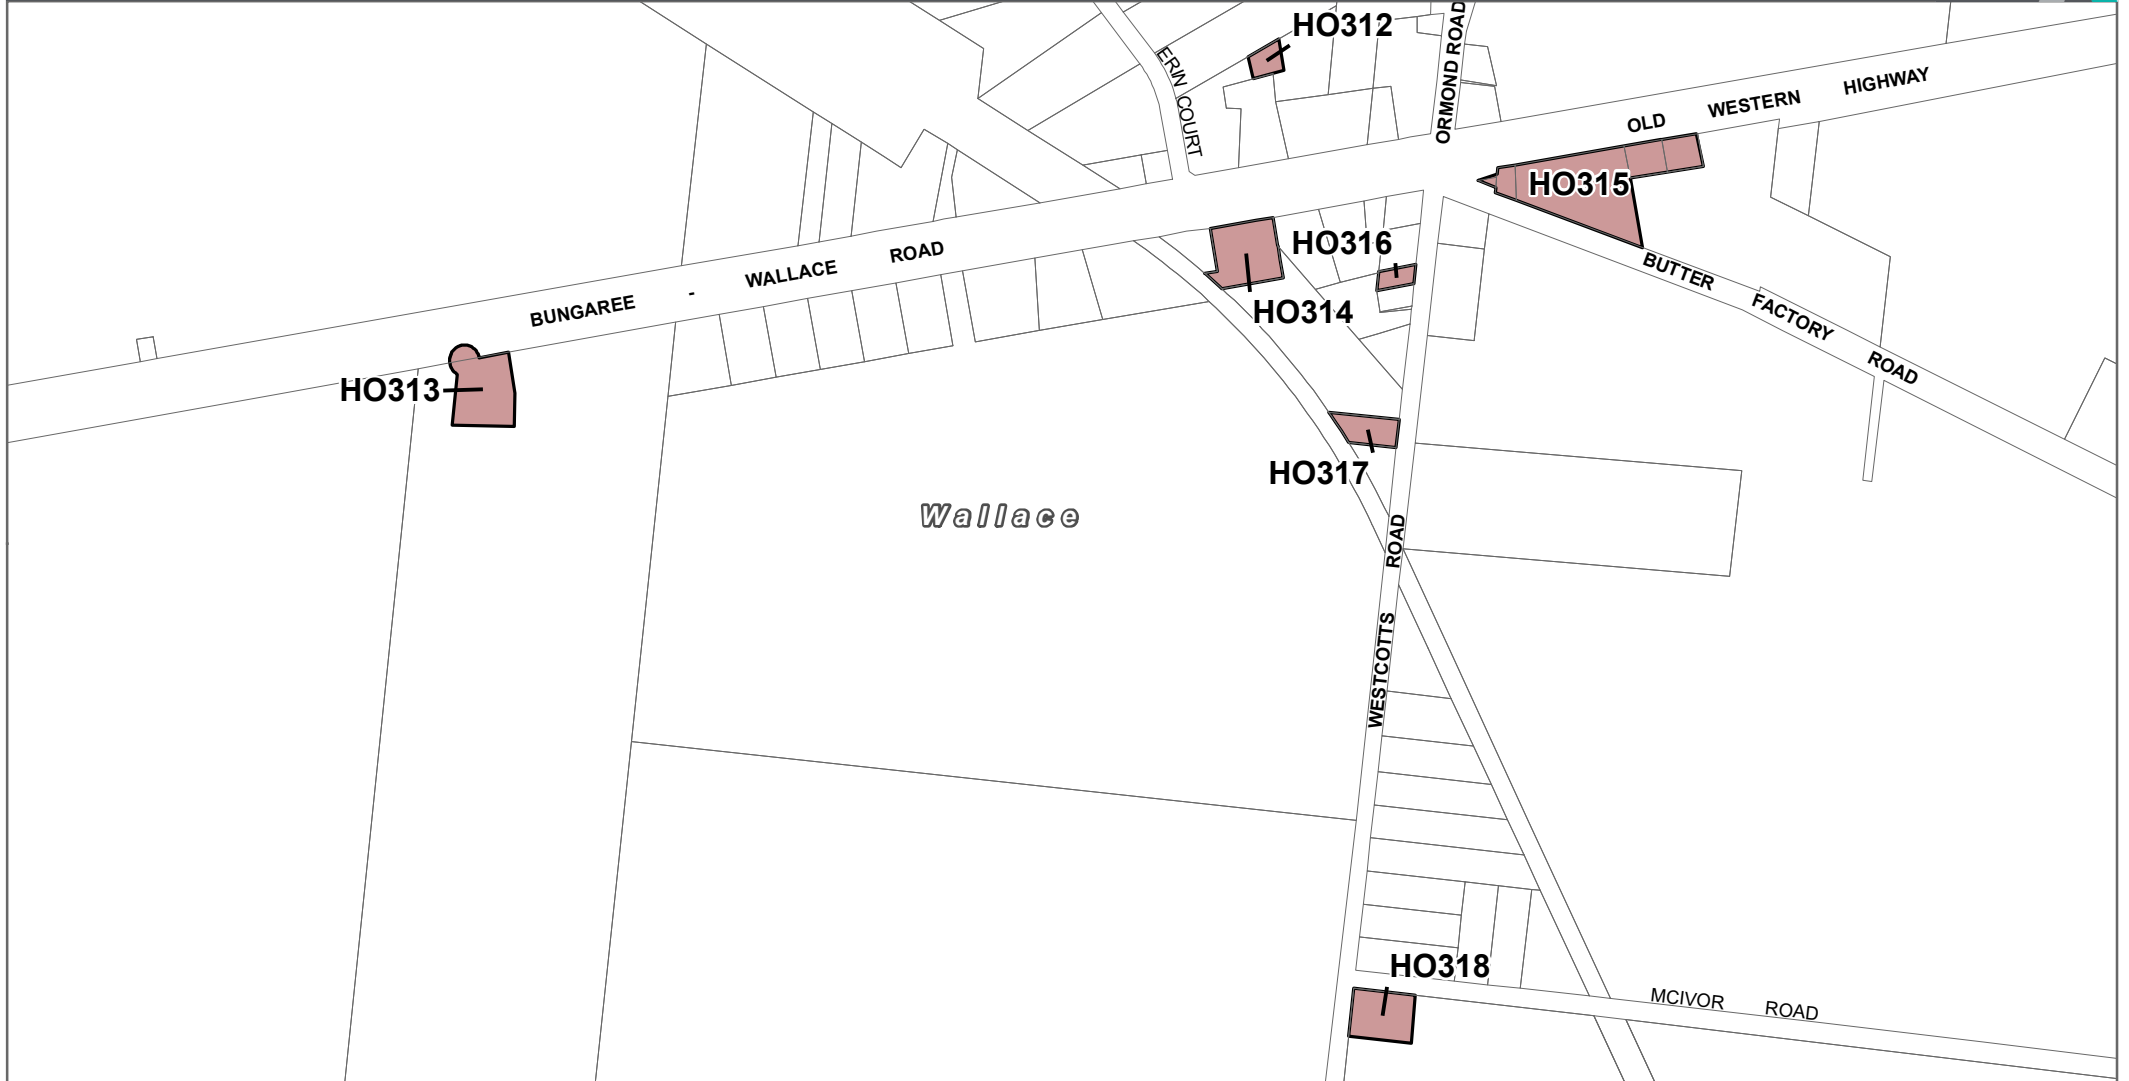 HO312
ORMOND ROAD
ERIN COURT
OLD WESTERN HIGHWAY
HO315
HO316
BUNGAREE - WALLACE ROAD
HO314
BUTTER FACTORY ROAD
HO313
HO317
Wallace
WESTCOTTS ROAD
HO318
MCIVOR ROAD